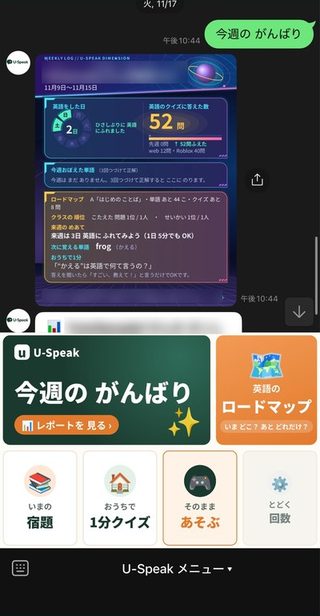 火, 11/17
午後10:44
今週の がんばり
U-Speak
WEEKLY LOG // U-SPEAK DIMENSION
11月9日〜11月15日
英語をした日
2日
ひさしぶりに 英語にふれました
英語のクイズに答えた数
52 問
先週 0問 ↑ 52問ふえた
web 12問・Roblox 40問
今週おぼえた単語 (3回つづけて正解)
今週は まだ ありません。3回つづけて正解すると ここに のります。
ロードマップ A「はじめの ことば」・単語 あと 44 こ・クイズ あと 8 問
クラスの 順位 こたえた 問題 1位 / 1人 ・ せいかい 1位 / 1人
来週の めあて
来週は 3日 英語に ふれてみよう (1日 5分でも OK)
次に覚える単語 frog (かえる)
おうちで1分
「“かえる”は英語で何て言うの?」
答えを聞いたら「すごい、教えて!」と言うだけでOKです。
午後10:44
U-Speak
u U-Speak
今週の がんばり
レポートを 見る ›
英語の
ロードマップ
いま どこ? あと どれだけ?
いまの
宿題
おうちで
1分クイズ
そのまま
あそぶ
とどく
回数
U-Speak メニュー ▾